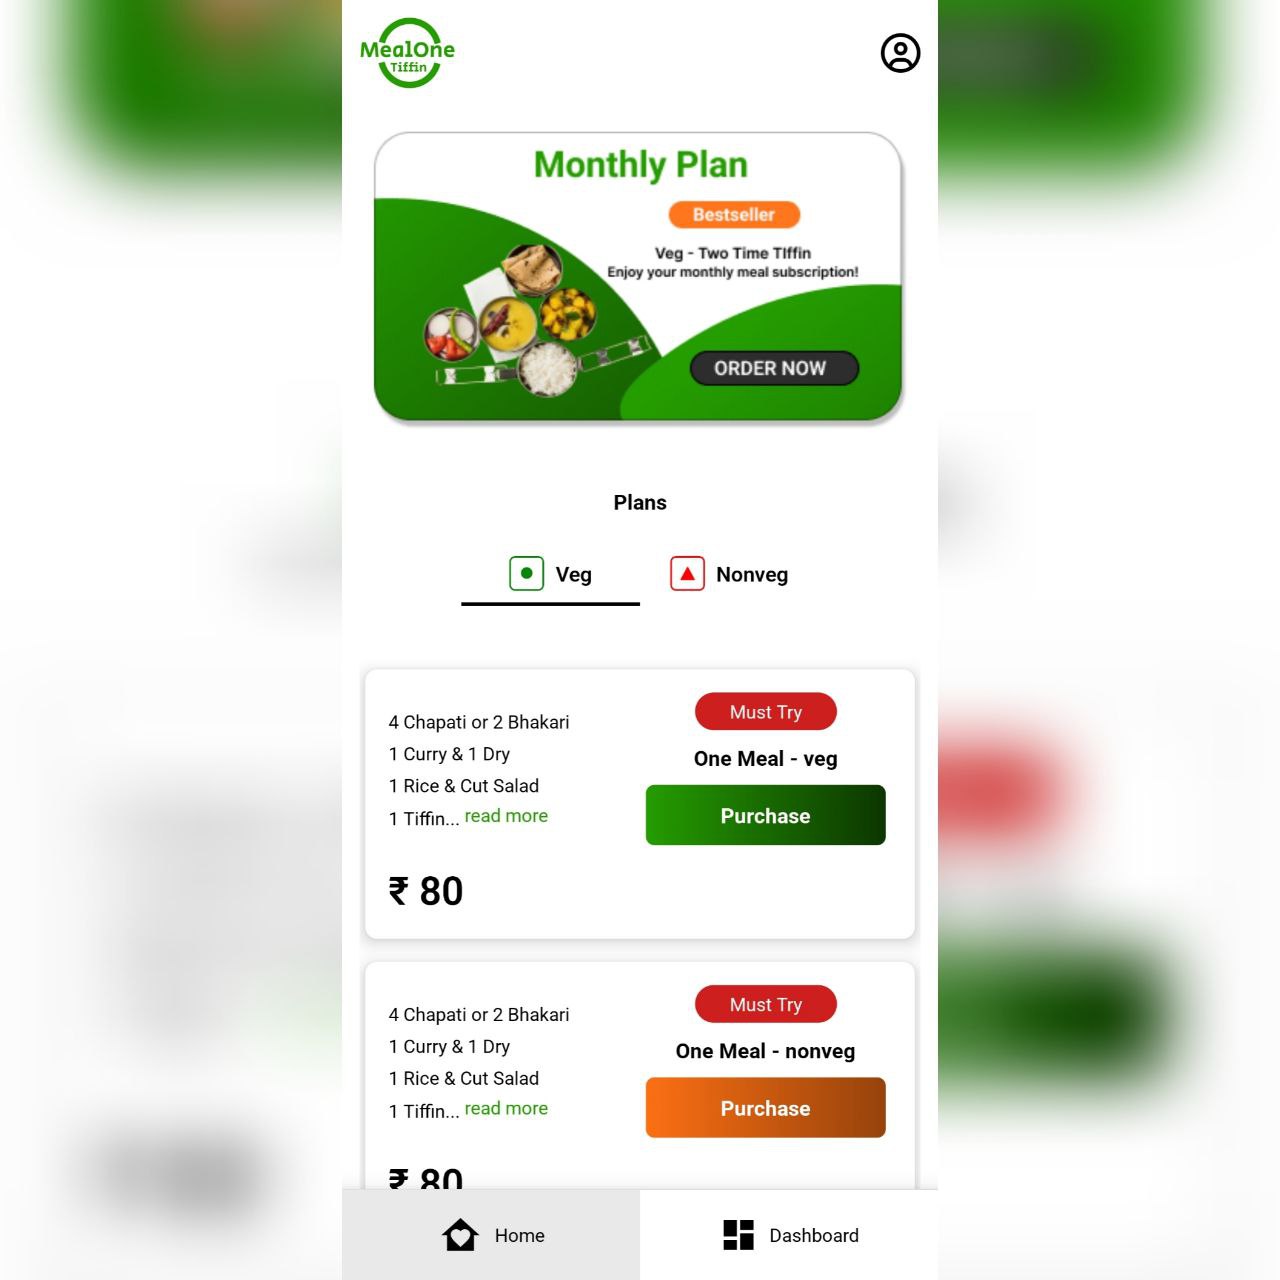 MealOne
Tiffin
Monthly Plan
Bestseller
Veg - Two Time TIffin
Enjoy your monthly meal subscription!
ORDER NOW
Plans
Veg
Nonveg
4 Chapati or 2 Bhakari
1 Curry & 1 Dry
1 Rice & Cut Salad
1 Tiffin... read more
₹ 80
Must Try
One Meal - veg
Purchase
4 Chapati or 2 Bhakari
1 Curry & 1 Dry
1 Rice & Cut Salad
1 Tiffin... read more
₹ 80
Must Try
One Meal - nonveg
Purchase
Home
Dashboard